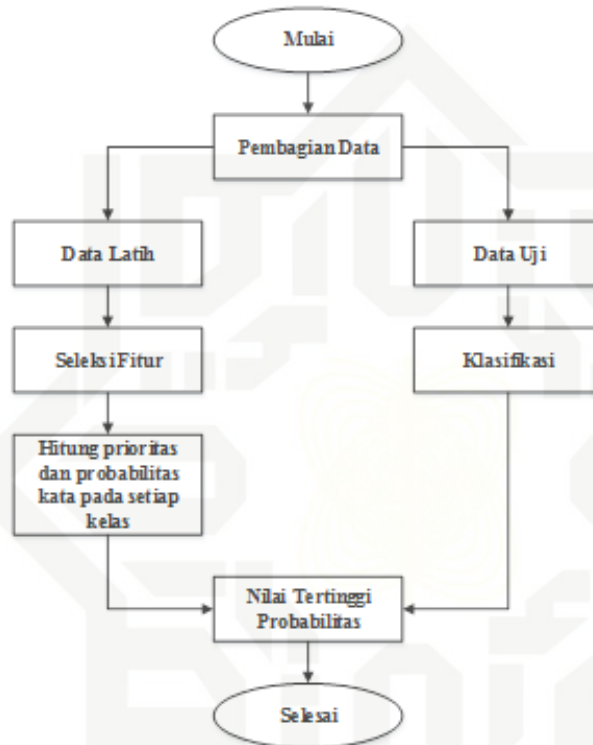 Mulai
Pembagian Data
Data Latih
Data Uji
Seleksi Fitur
Klasifikasi
Hitung prioritas
dan probabilitas
kata pada setiap
kelas
Nilai Tertinggi
Probabilitas
Selesai